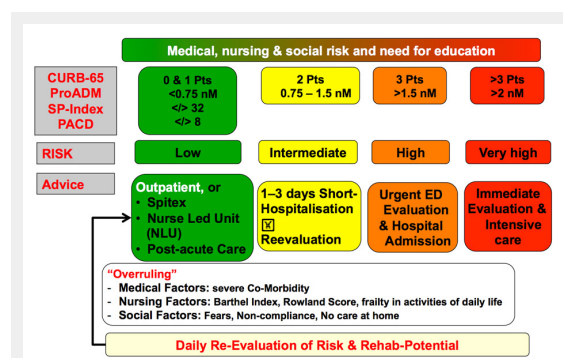 Medical, nursing & social risk and need for education
CURB-65
ProADM
SP-Index
PACD
0 & 1 Pts
<0.75 nM
</> 32
</> 8
2 Pts
0.75 – 1.5 nM
3 Pts
>1.5 nM
>3 Pts
>2 nM
RISK
Low
Intermediate
High
Very high
Advice
Outpatient, or
• Spitex
• Nurse Led Unit
(NLU)
• Post-acute Care
1–3 days Short-
Hospitalisation
Reevaluation
Urgent ED
Evaluation
& Hospital
Admission
Immediate
Evaluation &
Intensive
care
“Overruling”
- Medical Factors: severe Co-Morbidity
- Nursing Factors: Barthel Index, Rowland Score, frailty in activities of daily life
- Social Factors: Fears, Non-compliance, No care at home
Daily Re-Evaluation of Risk & Rehab-Potential